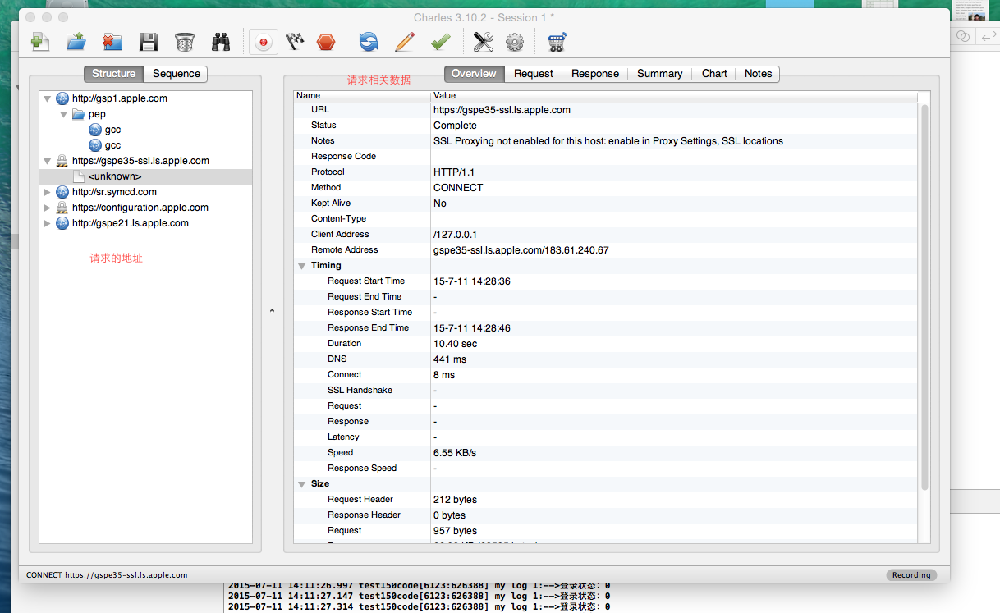 Charles 3.10.2 - Session 1 *
Structure
Sequence
请求相关数据
Overview
Request
Response
Summary
Chart
Notes
http://gsp1.apple.com
pep
gcc
gcc
https://gspe35-ssl.ls.apple.com
<unknown>
http://sr.symcd.com
https://configuration.apple.com
http://gspe21.ls.apple.com
请求的地址
Name Value
URL https://gspe35-ssl.ls.apple.com
Status Complete
Notes SSL Proxying not enabled for this host: enable in Proxy Settings, SSL locations
Response Code
Protocol HTTP/1.1
Method CONNECT
Kept Alive No
Content-Type
Client Address /127.0.0.1
Remote Address gspe35-ssl.ls.apple.com/183.61.240.67
Timing
Request Start Time 15-7-11 14:28:36
Request End Time -
Response Start Time -
Response End Time 15-7-11 14:28:46
Duration 10.40 sec
DNS 441 ms
Connect 8 ms
SSL Handshake -
Request -
Response -
Latency -
Speed 6.55 KB/s
Response Speed -
Size
Request Header 212 bytes
Response Header 0 bytes
Request 957 bytes
CONNECT https://gspe35-ssl.ls.apple.com
Recording
2015-07-11 14:11:26.997 test150code[6123:626388] my log 1:-->登录状态: 0
2015-07-11 14:11:27.147 test150code[6123:626388] my log 1:-->登录状态: 0
2015-07-11 14:11:27.314 test150code[6123:626388] my log 1:-->登录状态: 0